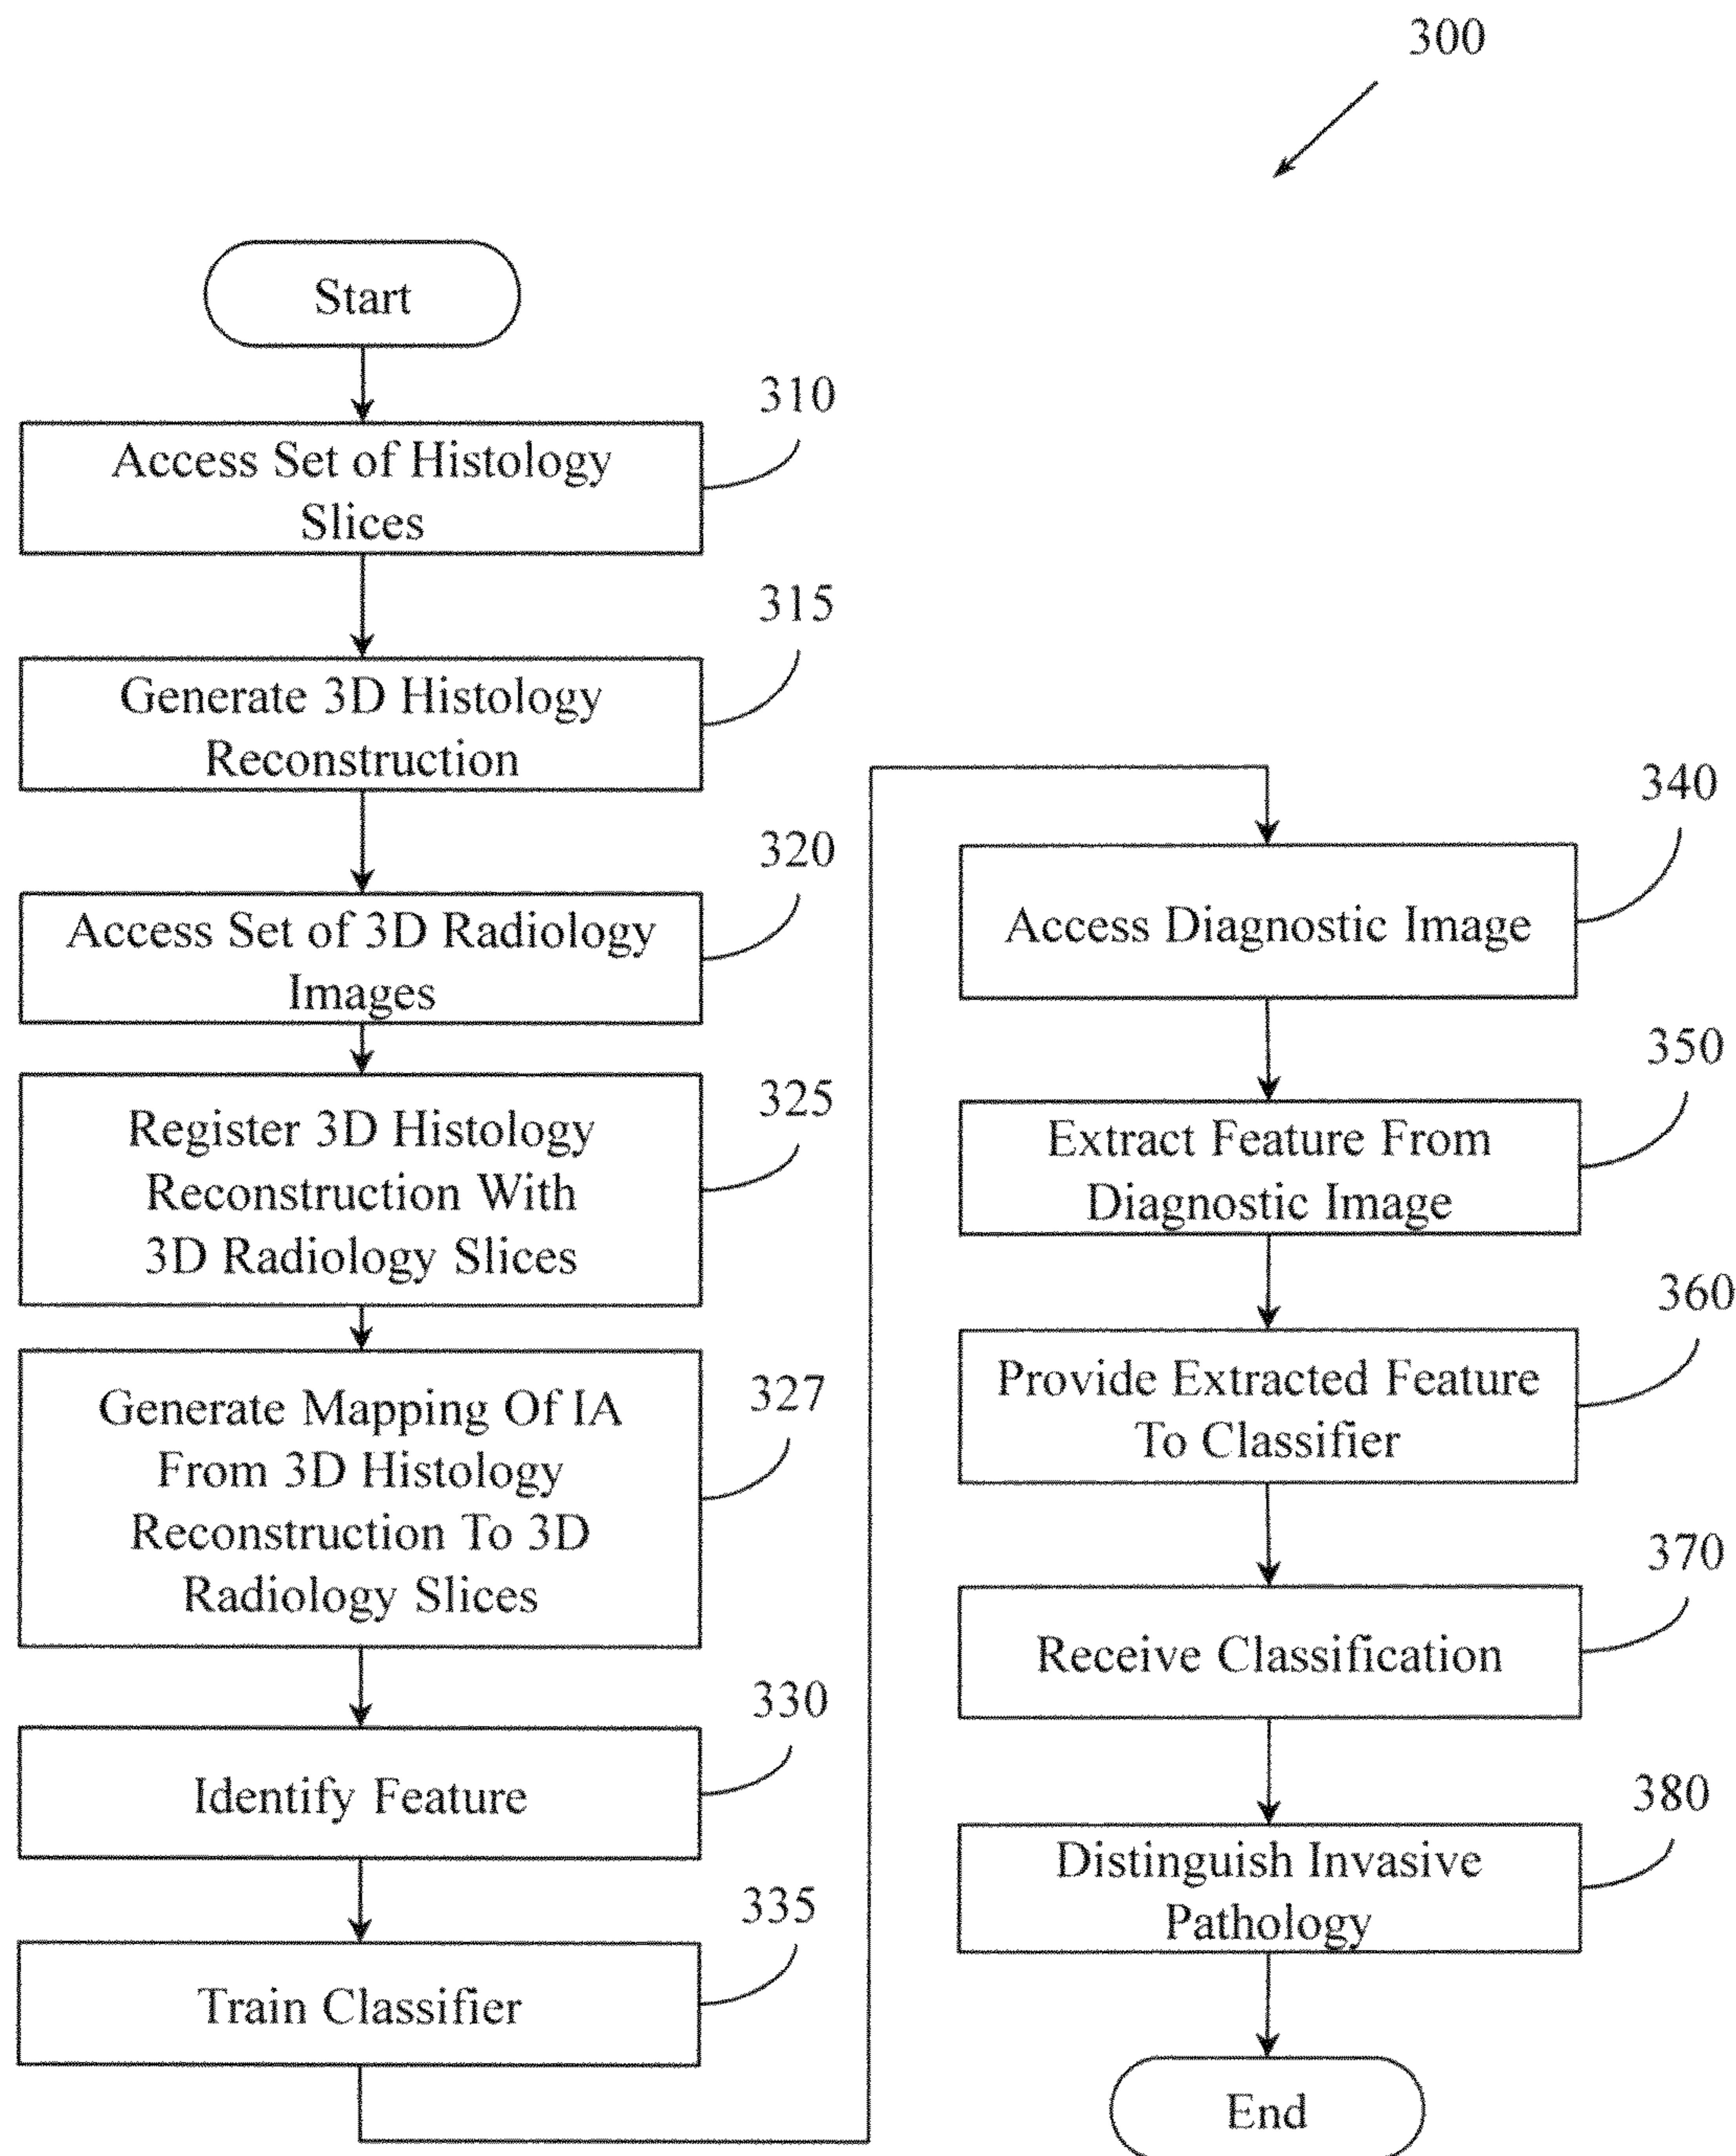 300
Start
310
Access Set of Histology
Slices
315
Generate 3D Histology
Reconstruction
320
Access Set of 3D Radiology
Images
325
Register 3D Histology
Reconstruction With
3D Radiology Slices
327
Generate Mapping Of IA
From 3D Histology
Reconstruction To 3D
Radiology Slices
330
Identify Feature
335
Train Classifier
340
Access Diagnostic Image
350
Extract Feature From
Diagnostic Image
360
Provide Extracted Feature
To Classifier
370
Receive Classification
380
Distinguish Invasive
Pathology
End